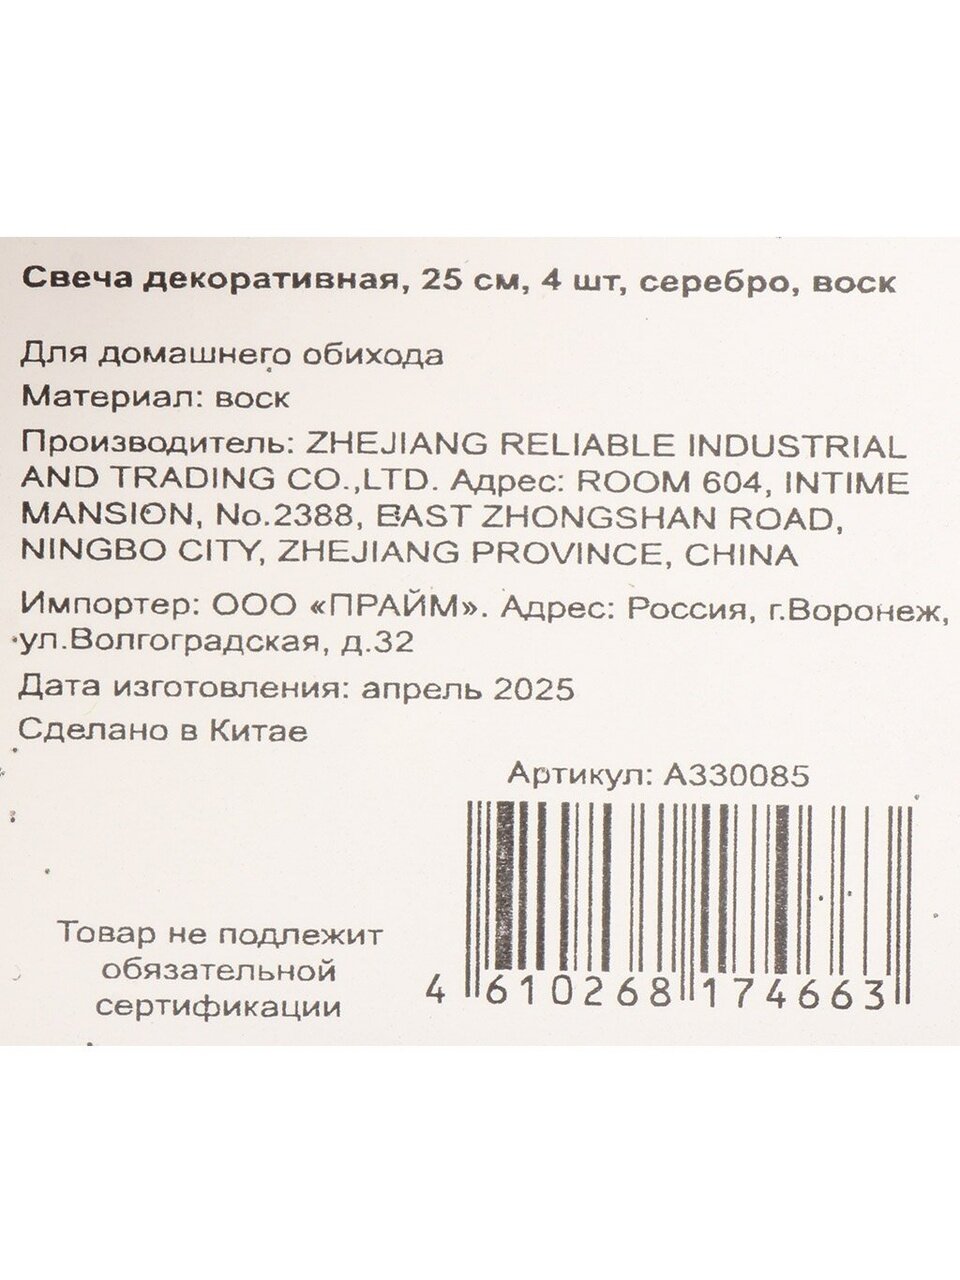 Свеча декоративная, 25 см, 4 шт, серебро, воск
Для домашнего обихода
Материал: воск
Производитель: ZHEJIANG RELIABLE INDUSTRIAL
AND TRADING CO.,LTD. Адрес: ROOM 604, INTIME
MANSION, No.2388, EAST ZHONGSHAN ROAD,
NINGBO CITY, ZHEJIANG PROVINCE, CHINA
Импортер: ООО «ПРАЙМ». Адрес: Россия, г.Воронеж,
ул.Волгоградская, д.32
Дата изготовления: апрель 2025
Сделано в Китае
Артикул: А330085
Товар не подлежит
обязательной
сертификации
4 610268 174663